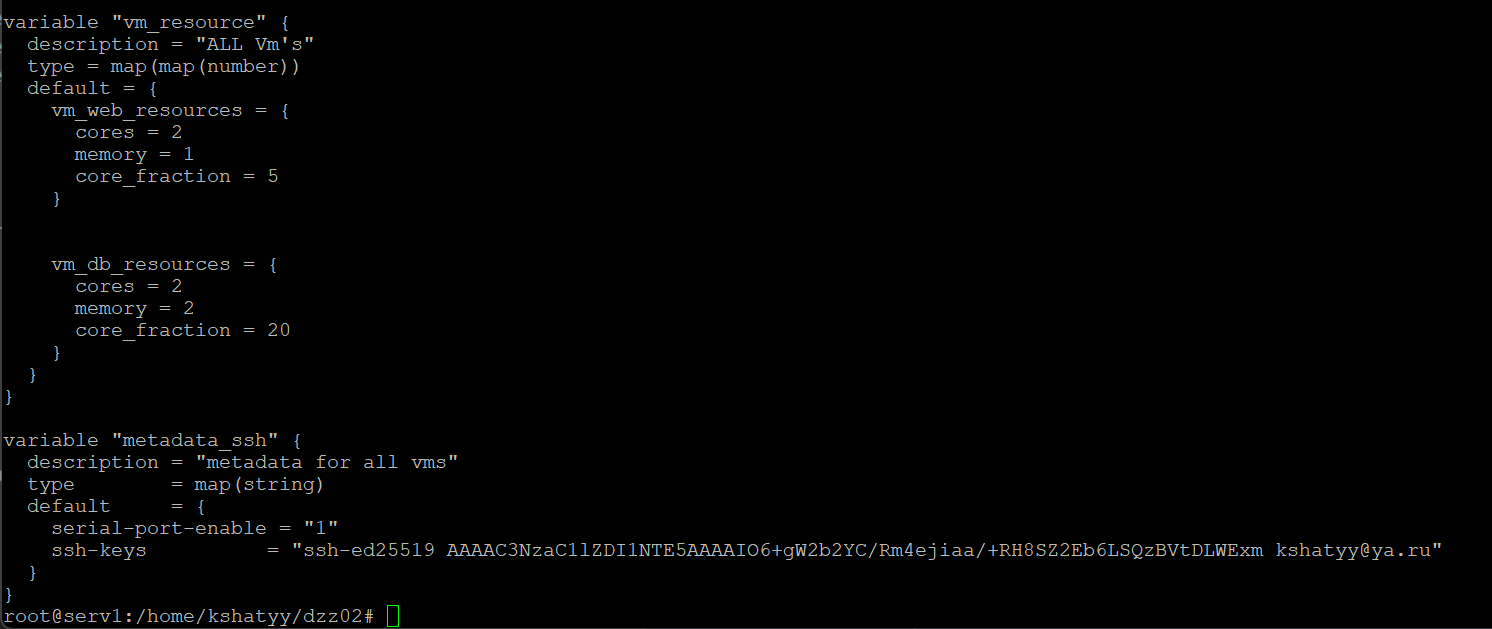 variable "vm_resource" {
  description = "ALL Vm's"
  type = map(map(number))
  default = {
    vm_web_resources = {
      cores = 2
      memory = 1
      core_fraction = 5
    }
    vm_db_resources = {
      cores = 2
      memory = 2
      core_fraction = 20
    }
  }
}
variable "metadata_ssh" {
  description = "metadata for all vms"
  type        = map(string)
  default     = {
    serial-port-enable = "1"
    ssh-keys          = "ssh-ed25519 AAAAC3NzaC1lZDI1NTE5AAAAIO6+gW2b2YC/Rm4ejiaa/+RH8SZ2Eb6LSQzBVtDLWExm kshatyy@ya.ru"
  }
}
root@serv1:/home/kshatyy/dzz02#